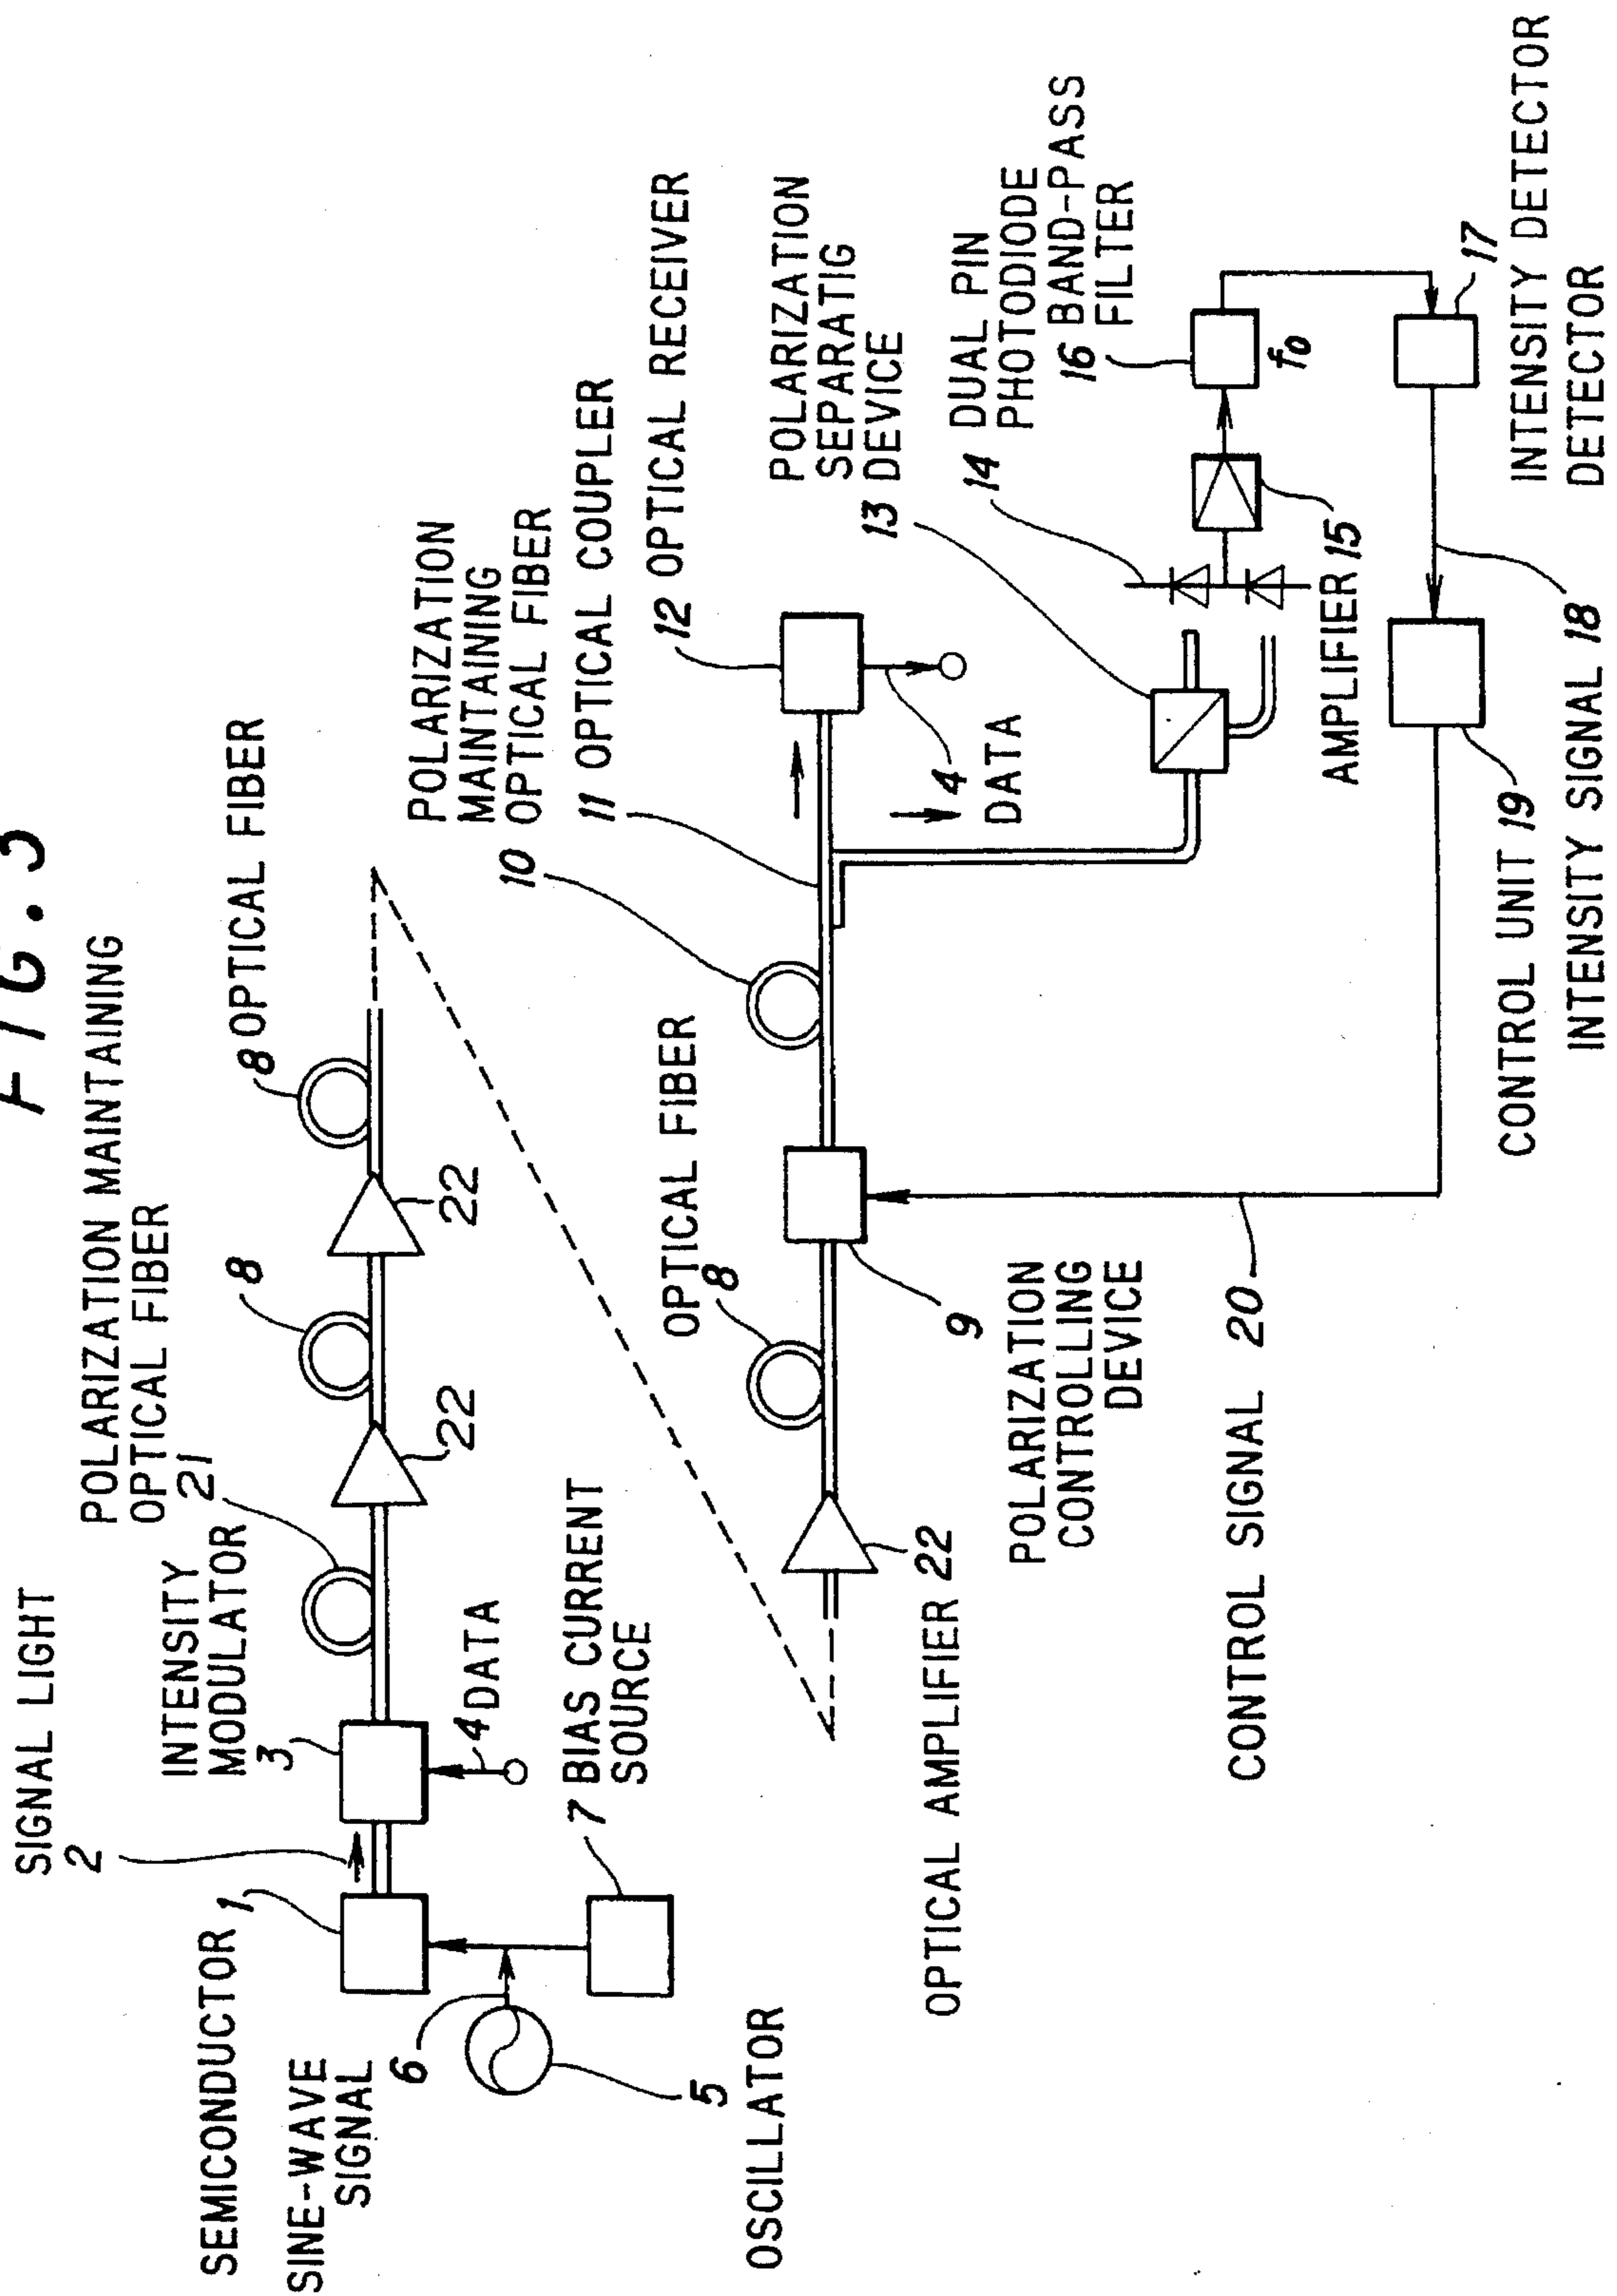 FIG. 3
SIGNAL LIGHT
2
SEMICONDUCTOR 1
SINE-WAVE
SIGNAL
6
5
OSCILLATOR
INTENSITY
MODULATOR
3
4 DATA
7 BIAS CURRENT
SOURCE
POLARIZATION MAINTAINING
OPTICAL FIBER
21
22
8
22
8 OPTICAL FIBER
OPTICAL AMPLIFIER 22
OPTICAL FIBER
8
9
POLARIZATION
CONTROLLING
DEVICE
POLARIZATION
MAINTAINING
OPTICAL FIBER
10
11 OPTICAL COUPLER
12 OPTICAL RECEIVER
4
DATA
POLARIZATION
SEPARATIG
DEVICE
13
14 DUAL PIN
PHOTODIODE
16 BAND-PASS
FILTER
f0
AMPLIFIER 15
17
INTENSITY DETECTOR
DETECTOR
CONTROL UNIT 19
INTENSITY SIGNAL 18
CONTROL SIGNAL 20